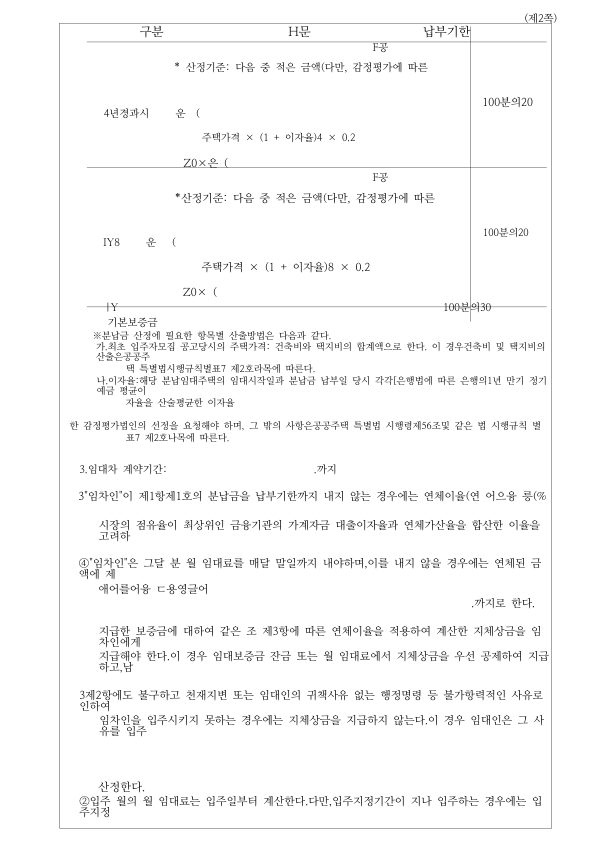 (제2쪽)
구분 H문 납부기한
F공
* 산정기준: 다음 중 적은 금액(다만, 감정평가에 따른
100분의20
4년경과시 운 (
주택가격 × (1 + 이자율)4 × 0.2
Z0×은 (
F공
*산정기준: 다음 중 적은 금액(다만, 감정평가에 따른
100분의20
IY8 운 (
주택가격 × (1 + 이자율)8 × 0.2
Z0× (
|Y 100분의30
기본보증금
※분납금 산정에 필요한 항목별 산출방법은 다음과 같다.
가.최초 입주자모집 공고당시의 주택가격: 건축비와 택지비의 합계액으로 한다. 이 경우건축비 및 택지비의
산출은공공주
택 특별법시행규칙별표7 제2호라목에 따른다.
나.이자율:해당 분납임대주택의 임대시작일과 분납금 납부일 당시 각각[은행법에 따른 은행의1년 만기 정기
예금 평균이
자율을 산술평균한 이자율
한 감정평가법인의 선정을 요청해야 하며, 그 밖의 사항은공공주택 특별법 시행령제56조및 같은 법 시행규칙 별
표7 제2호나목에 따른다.
3.임대차 계약기간: .까지
3"임차인"이 제1항제1호의 분납금을 납부기한까지 내지 않는 경우에는 연체이율(연 어으융 룽(%
시장의 점유율이 최상위인 금융기관의 가계자금 대출이자율과 연체가산율을 합산한 이율을
고려하
④"임차인"은 그달 분 월 임대료를 매달 말일까지 내야하며,이를 내지 않을 경우에는 연체된 금
액에 제
애어를어융 ㄷ용영글어
.까지로 한다.
지급한 보증금에 대하여 같은 조 제3항에 따른 연체이율을 적용하여 계산한 지체상금을 임
차인에게
지급해야 한다.이 경우 임대보증금 잔금 또는 월 임대료에서 지체상금을 우선 공제하여 지급
하고,남
3제2항에도 불구하고 천재지변 또는 임대인의 귀책사유 없는 행정명령 등 불가항력적인 사유로
인하여
임차인을 입주시키지 못하는 경우에는 지체상금을 지급하지 않는다.이 경우 임대인은 그 사
유를 입주
산정한다.
②입주 월의 월 임대료는 입주일부터 계산한다.다만,입주지정기간이 지나 입주하는 경우에는 입
주지정